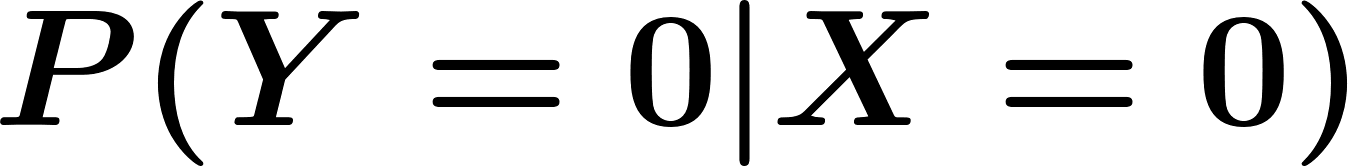 P(Y = 0|X = 0)